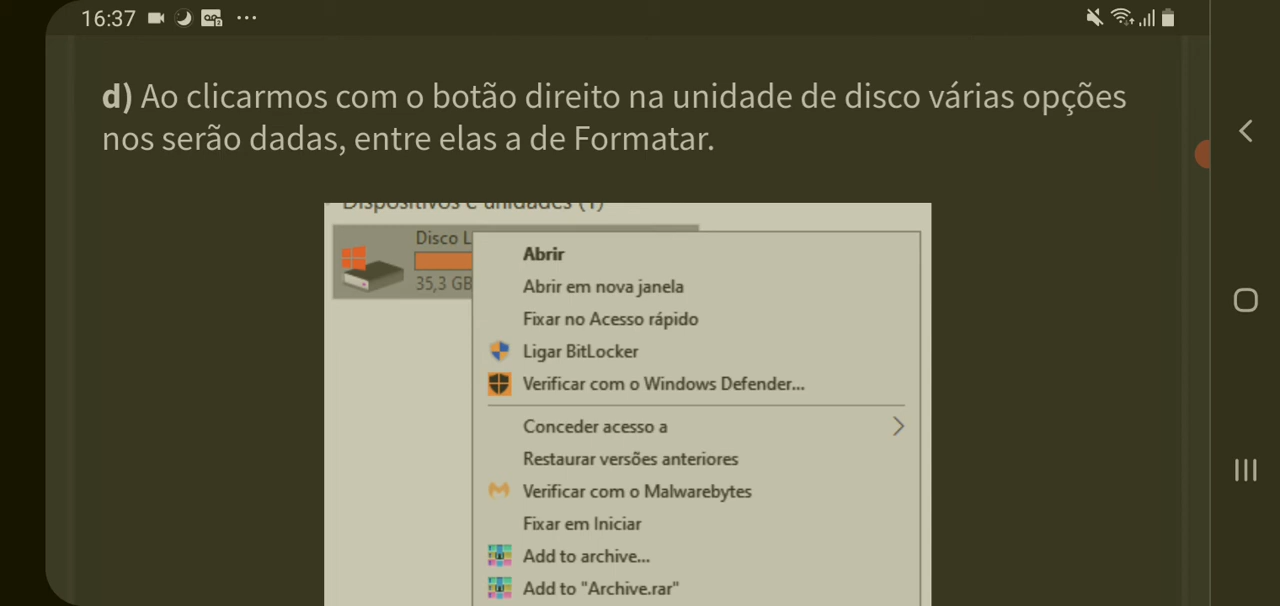 16:37
d) Ao clicarmos com o botão direito na unidade de disco várias opções
nos serão dadas, entre elas a de Formatar.
Dispositivos e unidades (1)
Disco L
35,3 GB
Abrir
Abrir em nova janela
Fixar no Acesso rápido
Ligar BitLocker
Verificar com o Windows Defender...
Conceder acesso a
Restaurar versões anteriores
Verificar com o Malwarebytes
Fixar em Iniciar
Add to archive...
Add to "Archive.rar"